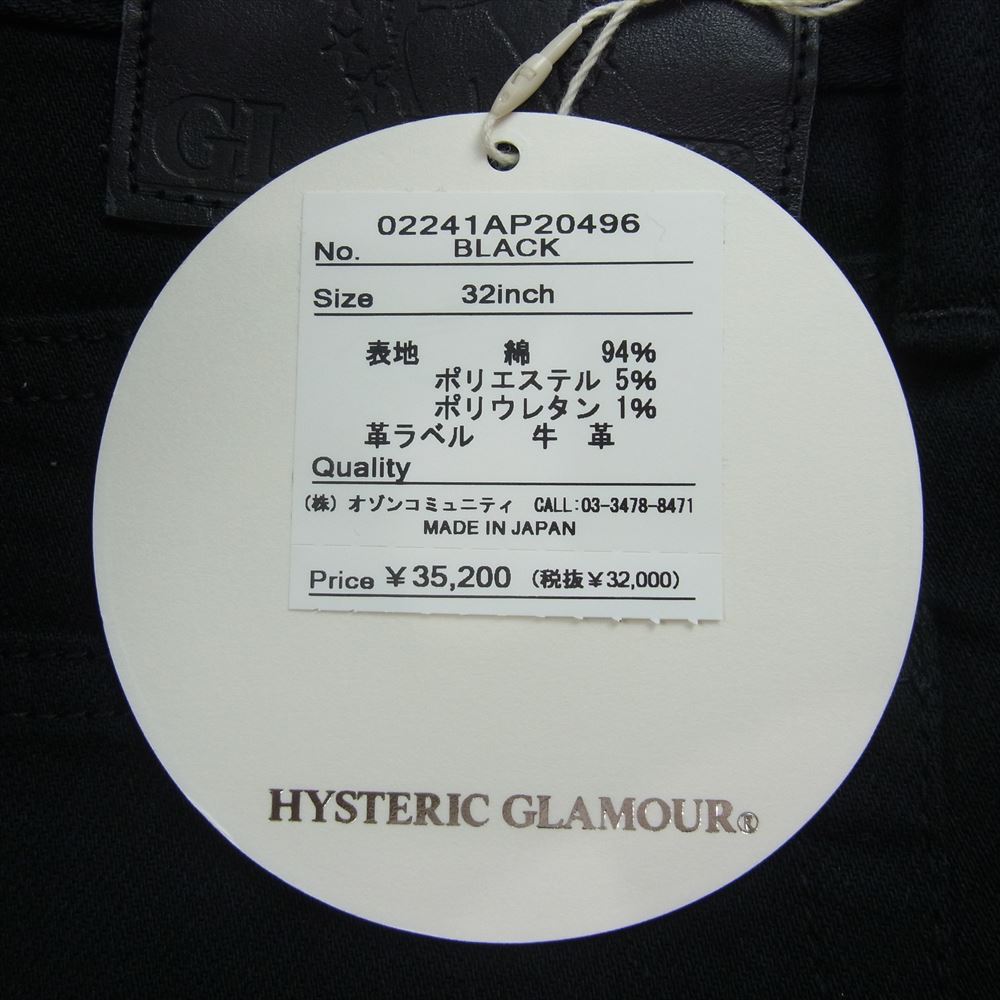 GL
02241AP20496
No. BLACK
Size 32inch
表地 綿 94%
ポリエステル 5%
ポリウレタン 1%
革ラベル 牛 革
Quality
(株) オゾンコミュニティ CALL:03-3478-8471
MADE IN JAPAN
Price ¥35,200 (税抜¥32,000)
HYSTERIC GLAMOUR®